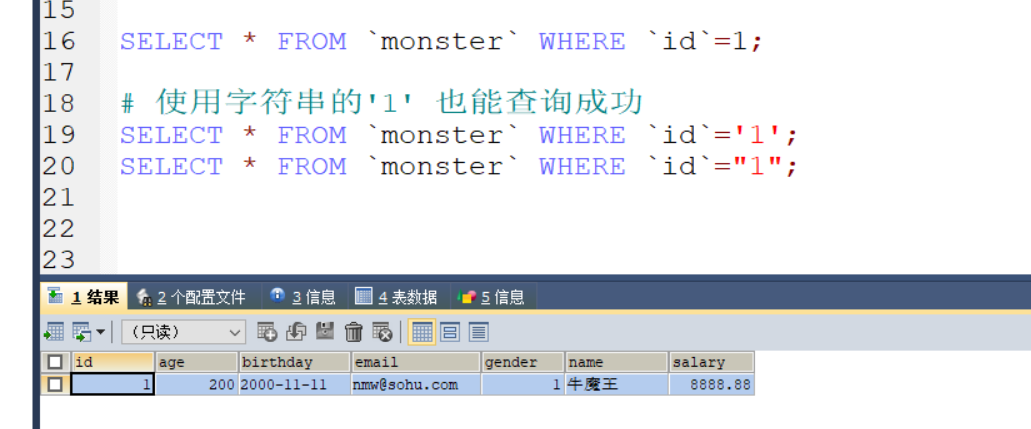 15
16 SELECT * FROM `monster` WHERE `id`=1;
17
18 # 使用字符串的'1' 也能查询成功
19 SELECT * FROM `monster` WHERE `id`='1';
20 SELECT * FROM `monster` WHERE `id`="1";
21
22
23
1 结果 2 个配置文件 3 信息 4 表数据 5 信息
（只读）
id age birthday email gender name salary
1 200 2000-11-11 nmw@sohu.com 1 牛魔王 8888.88